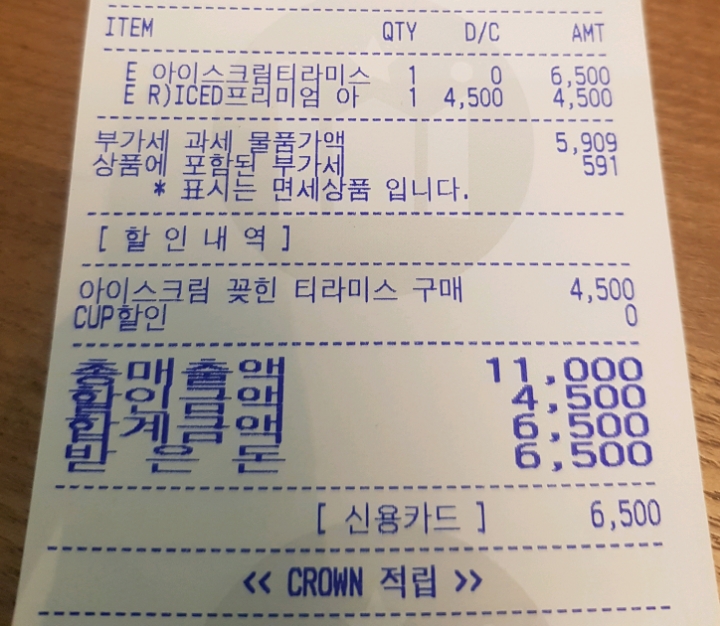 ITEM QTY D/C AMT
E 아이스크림티라미스 1 0 6,500
E R)ICED프리미엄 아 1 4,500 4,500
부가세 과세 물품가액 5,909
상품에 포함된 부가세 591
* 표시는 면세상품 입니다.
[ 할 인 내 역 ]
아이스크림 꽂힌 티라미스 구매 4,500
CUP할인 0
총매출액 11,000
할인금액 4,500
합계금액 6,500
받 은 돈 6,500
[ 신용카드 ] 6,500
<< CROWN 적립 >>